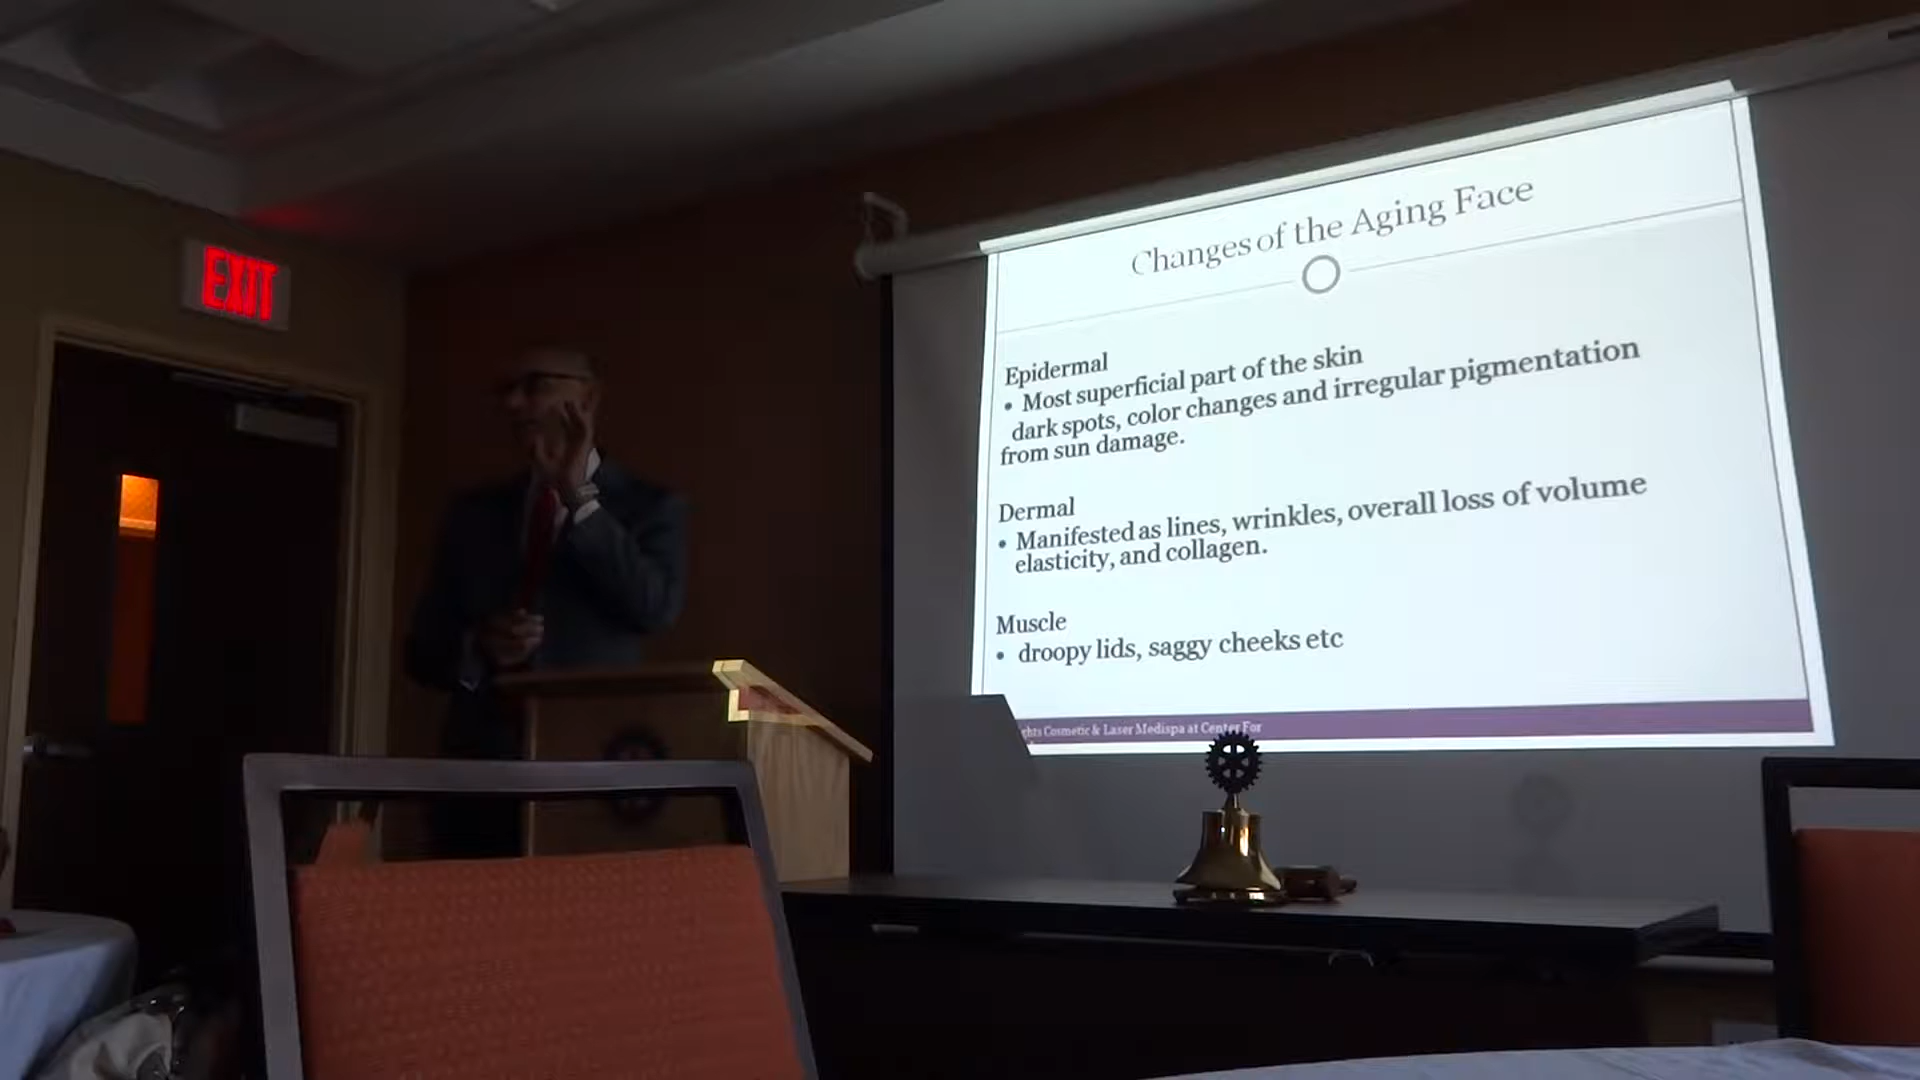 EXIT
Changes of the Aging Face
Epidermal
• Most superficial part of the skin
dark spots, color changes and irregular pigmentation
from sun damage.
Dermal
• Manifested as lines, wrinkles, overall loss of volume
elasticity, and collagen.
Muscle
• droopy lids, saggy cheeks etc
Cosmetic & Laser Medispa at Center For